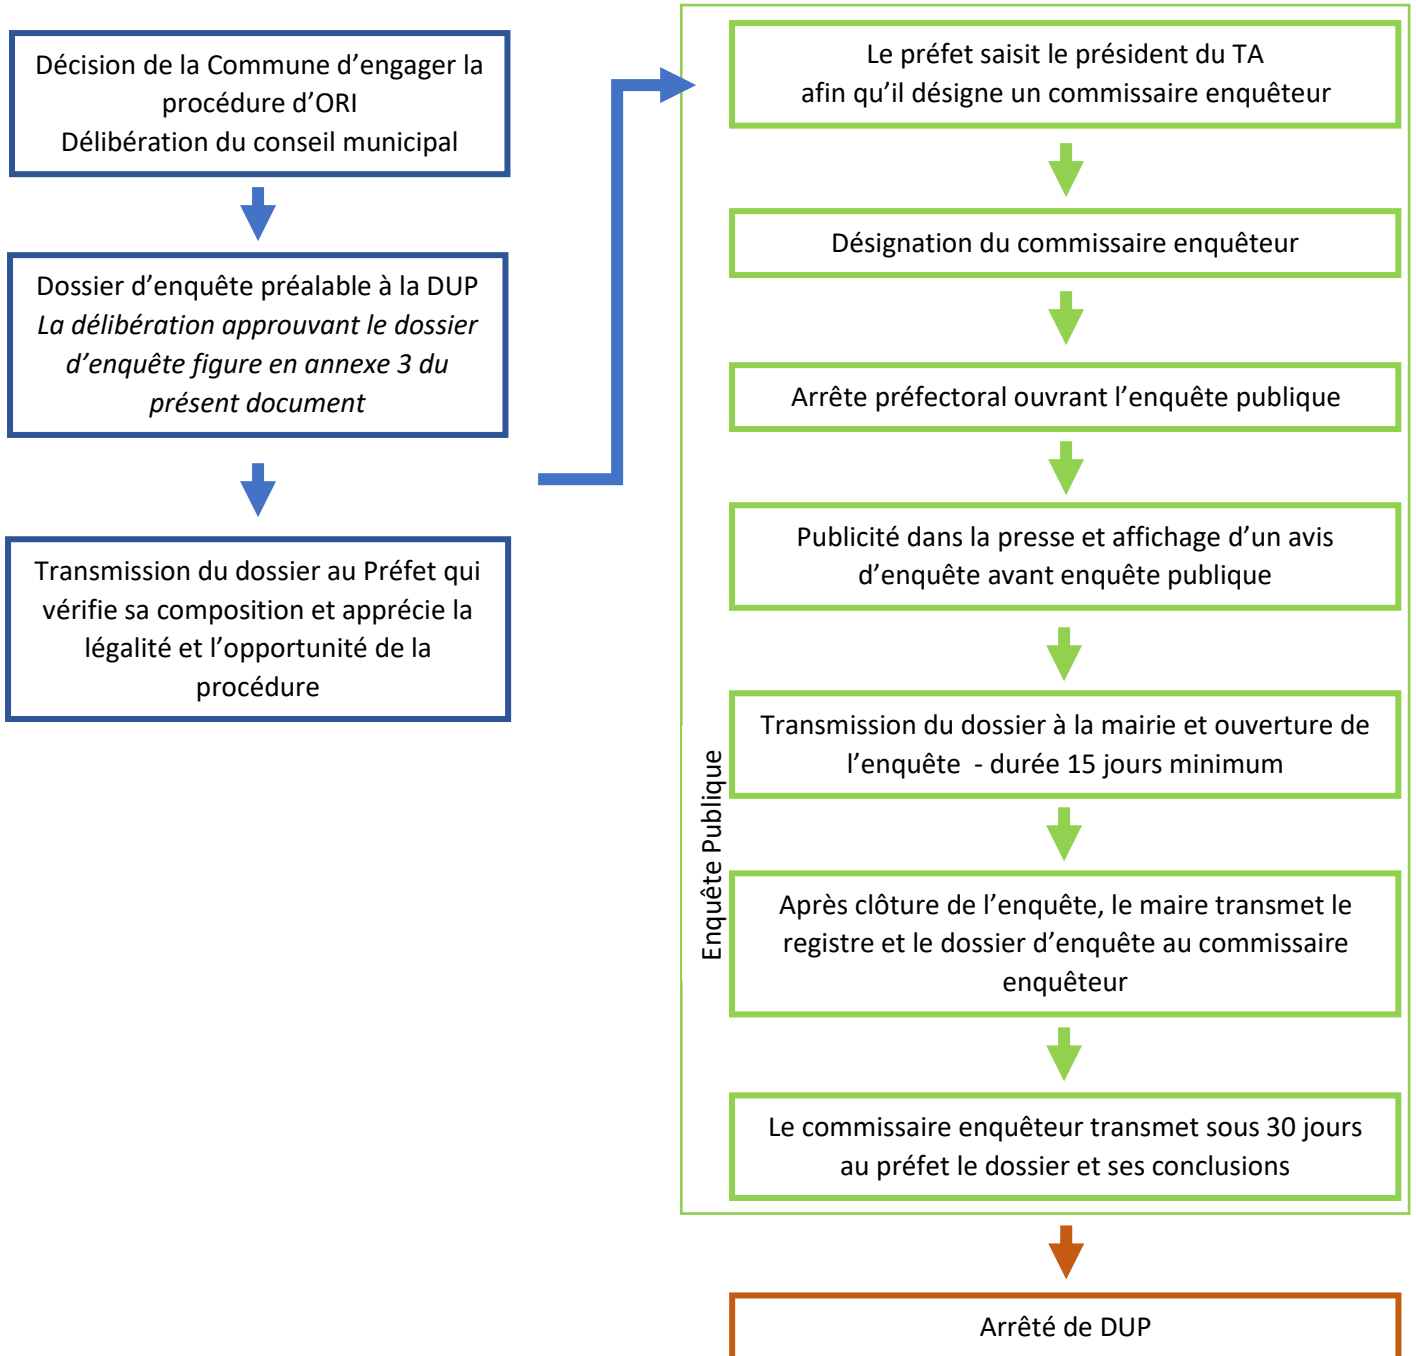 Décision de la Commune d’engager la
procédure d’ORI
Délibération du conseil municipal
Dossier d’enquête préalable à la DUP
La délibération approuvant le dossier
d’enquête figure en annexe 3 du
présent document
Transmission du dossier au Préfet qui
vérifie sa composition et apprécie la
légalité et l’opportunité de la
procédure
Enquête Publique
Le préfet saisit le président du TA
afin qu’il désigne un commissaire enquêteur
Désignation du commissaire enquêteur
Arrête préfectoral ouvrant l’enquête publique
Publicité dans la presse et affichage d’un avis
d’enquête avant enquête publique
Transmission du dossier à la mairie et ouverture de
l’enquête  - durée 15 jours minimum
Après clôture de l’enquête, le maire transmet le
registre et le dossier d’enquête au commissaire
enquêteur
Le commissaire enquêteur transmet sous 30 jours
au préfet le dossier et ses conclusions
Arrêté de DUP